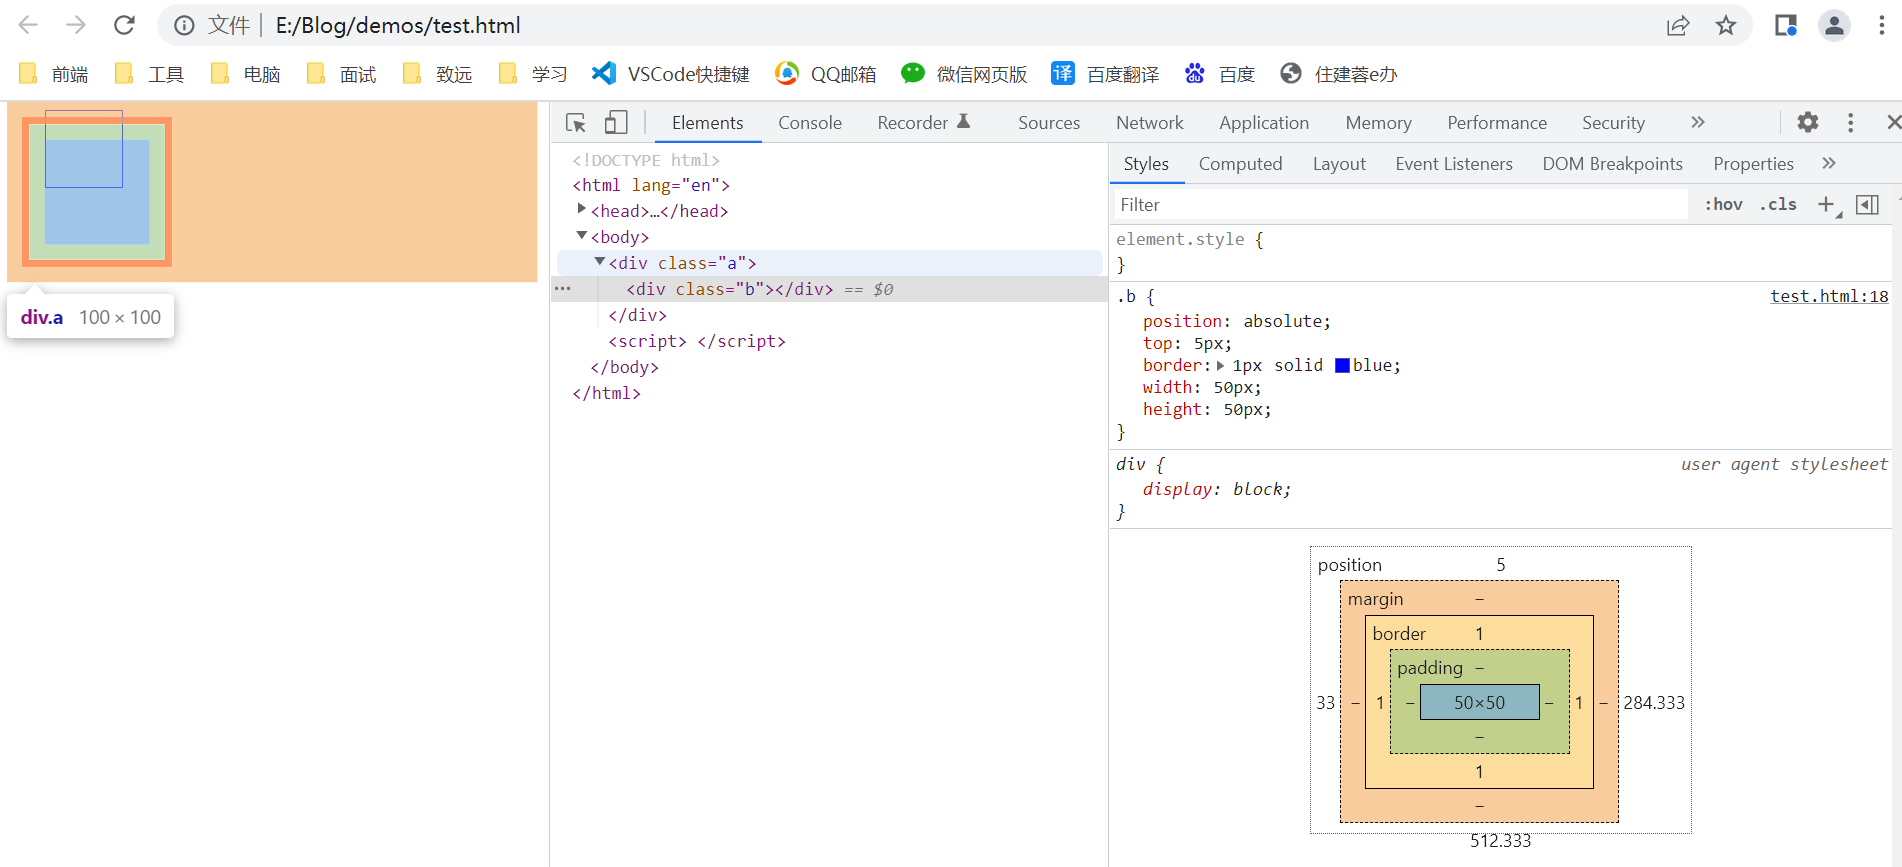 文件 | E:/Blog/demos/test.html
前端 工具 电脑 面试 致远 学习 VSCode快捷键 QQ邮箱 微信网页版 译 百度翻译 du 百度 住建蓉e办
Elements Console Recorder Sources Network Application Memory Performance Security »
<!DOCTYPE html>
<html lang="en">
<head>…</head>
<body>
<div class="a">
<div class="b"></div> == $0
</div>
<script> </script>
</body>
</html>
div.a 100 × 100
Styles Computed Layout Event Listeners DOM Breakpoints Properties »
Filter :hov .cls +
element.style {
}
.b { test.html:18
position: absolute;
top: 5px;
border: 1px solid blue;
width: 50px;
height: 50px;
}
div { user agent stylesheet
display: block;
}
position 5
margin –
border 1
padding –
33 – 1 – 50×50 – 1 – 284.333
–
1
–
512.333